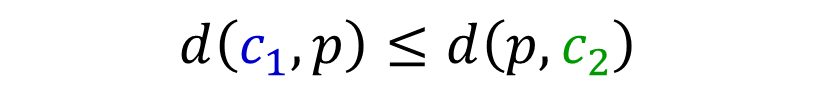 d(c₁, p) ≤ d(p, c₂)